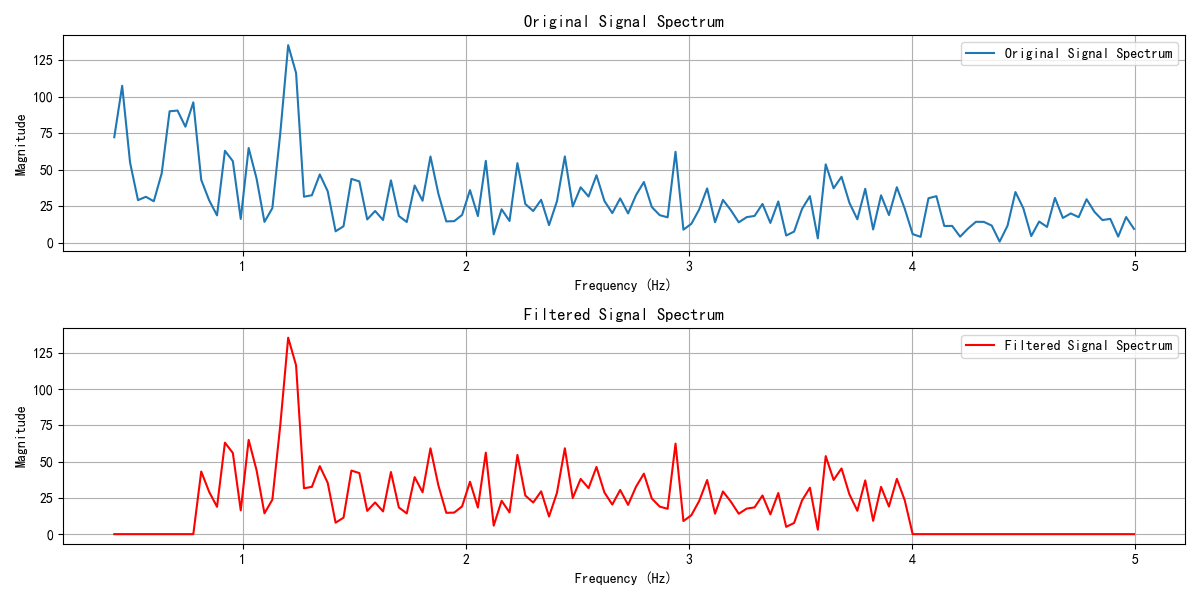 Original Signal Spectrum
Original Signal Spectrum
Magnitude
125
100
75
50
25
0
1 2 3 4 5
Frequency (Hz)
Filtered Signal Spectrum
Filtered Signal Spectrum
Magnitude
125
100
75
50
25
0
1 2 3 4 5
Frequency (Hz)